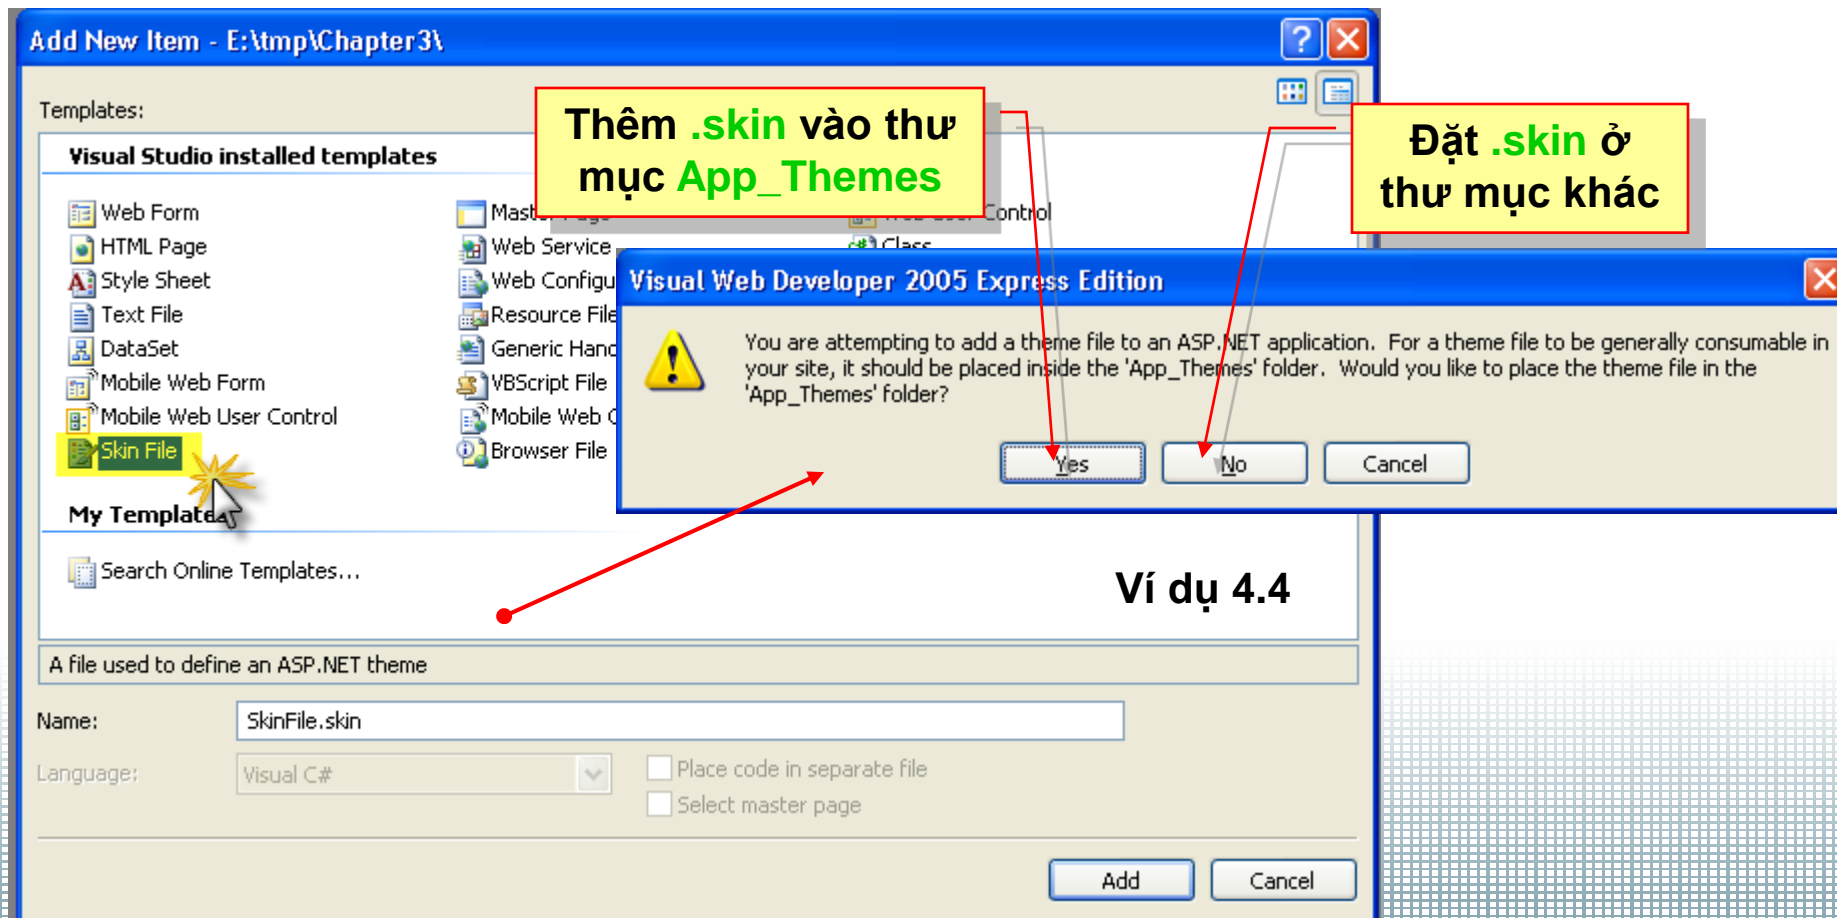 Add New Item - E:\tmp\Chapter3\
Templates:
Thêm .skin vào thư
mục App_Themes
Đặt .skin ở
thư mục khác
Visual Studio installed templates
Web Form
HTML Page
Style Sheet
Text File
DataSet
Mobile Web Form
Mobile Web User Control
Skin File
Web Service
Web Configu
Resource File
Generic Hand
VBScript File
Mobile Web C
Browser File
Control
Class
Visual Web Developer 2005 Express Edition
You are attempting to add a theme file to an ASP.NET application. For a theme file to be generally consumable in
your site, it should be placed inside the 'App_Themes' folder. Would you like to place the theme file in the
'App_Themes' folder?
Yes
No
Cancel
My Templates
Search Online Templates...
Ví dụ 4.4
A file used to define an ASP.NET theme
Name:
SkinFile.skin
Language:
Visual C#
Place code in separate file
Select master page
Add
Cancel